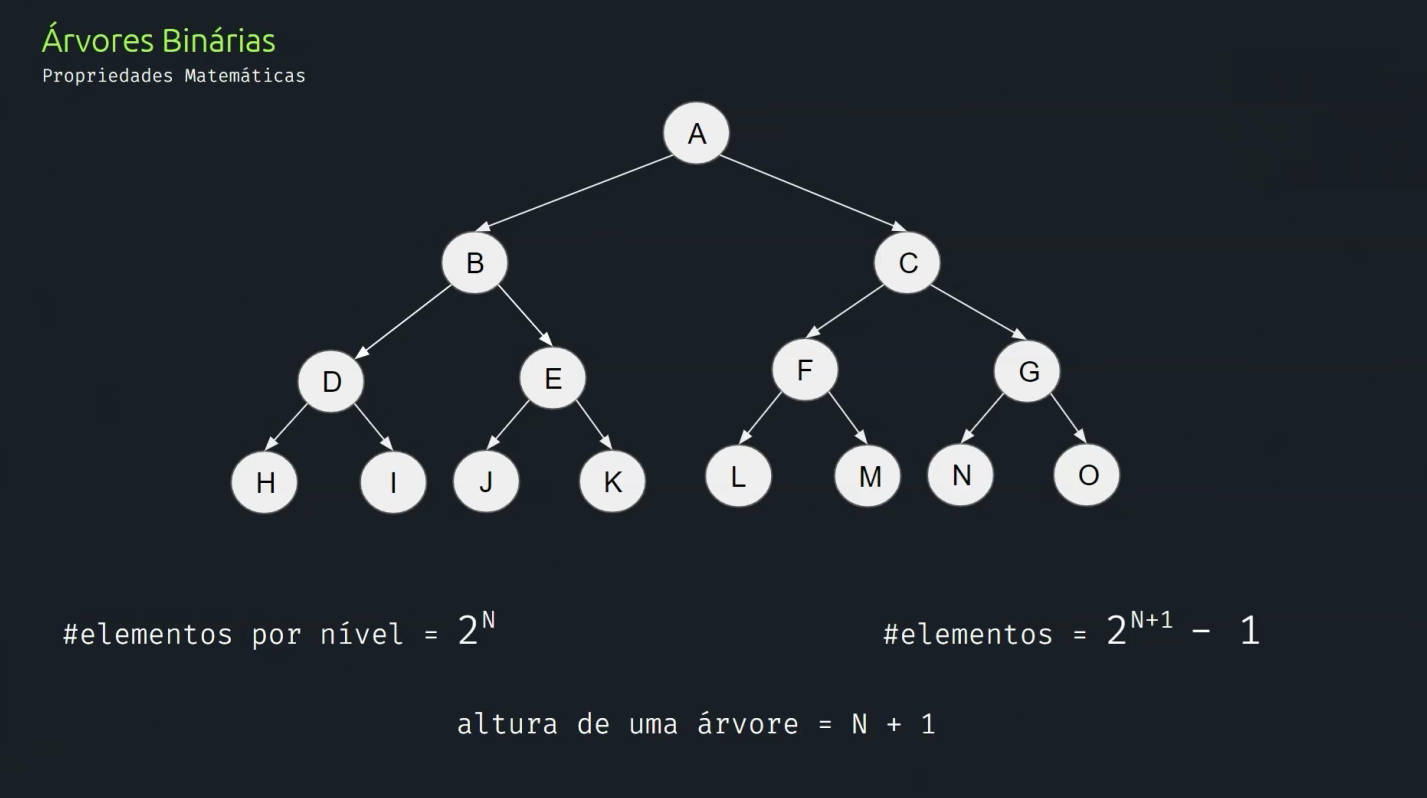 Árvores Binárias
Propriedades Matemáticas
A
B C
D E F G
H I J K L M N O
#elementos por nível = 2^N #elementos = 2^N+1 - 1
altura de uma árvore = N + 1